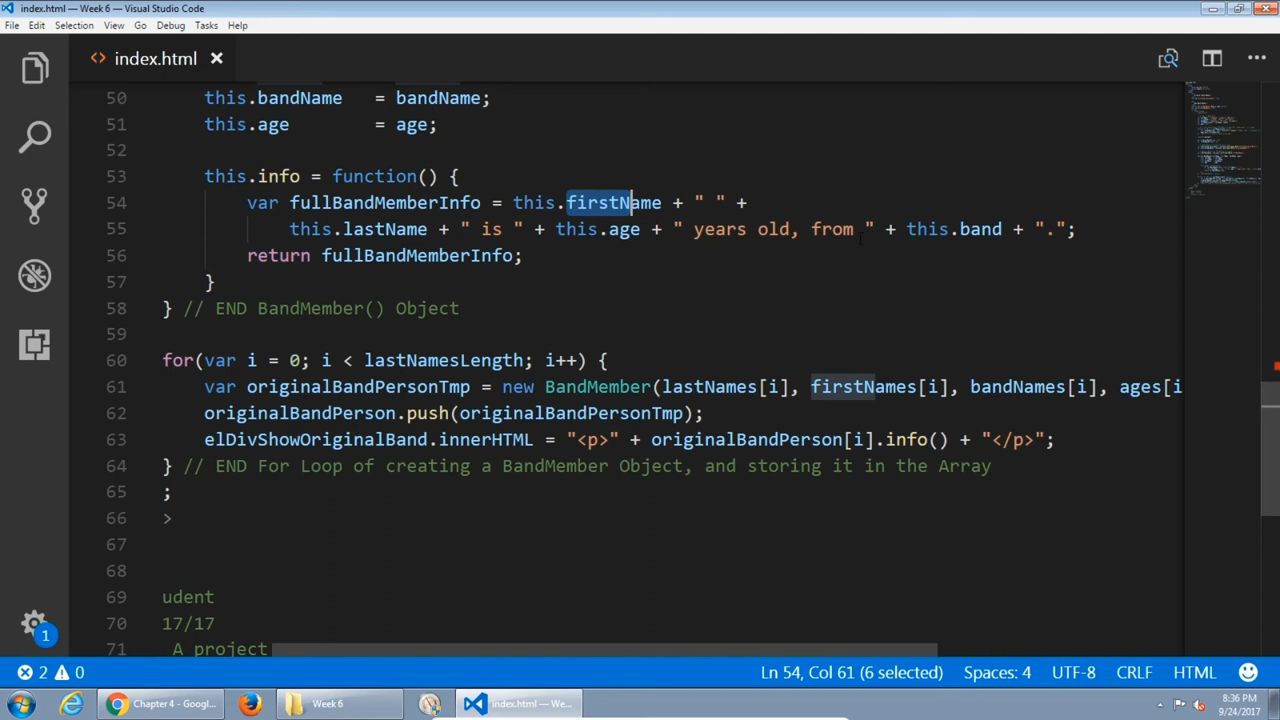 index.html — Week 6 - Visual Studio Code
File Edit Selection View Go Debug Tasks Help
index.html
50 this.bandName = bandName;
51 this.age = age;
52
53 this.info = function() {
54 var fullBandMemberInfo = this.firstName + " " +
55 this.lastName + " is " + this.age + " years old, from " + this.band + ".";
56 return fullBandMemberInfo;
57 }
58 } // END BandMember() Object
59
60 for(var i = 0; i < lastNamesLength; i++) {
61 var originalBandPersonTmp = new BandMember(lastNames[i], firstNames[i], bandNames[i], ages[i
62 originalBandPerson.push(originalBandPersonTmp);
63 elDivShowOriginalBand.innerHTML = "<p>" + originalBandPerson[i].info() + "</p>";
64 } // END For Loop of creating a BandMember Object, and storing it in the Array
65 ;
66 >
67
68
69 udent
70 17/17
71 A project
1
2 0 Ln 54, Col 61 (6 selected) Spaces: 4 UTF-8 CRLF HTML
Chapter 4 - Googl... Week 6 index.html — We... 8:36 PM
9/24/2017